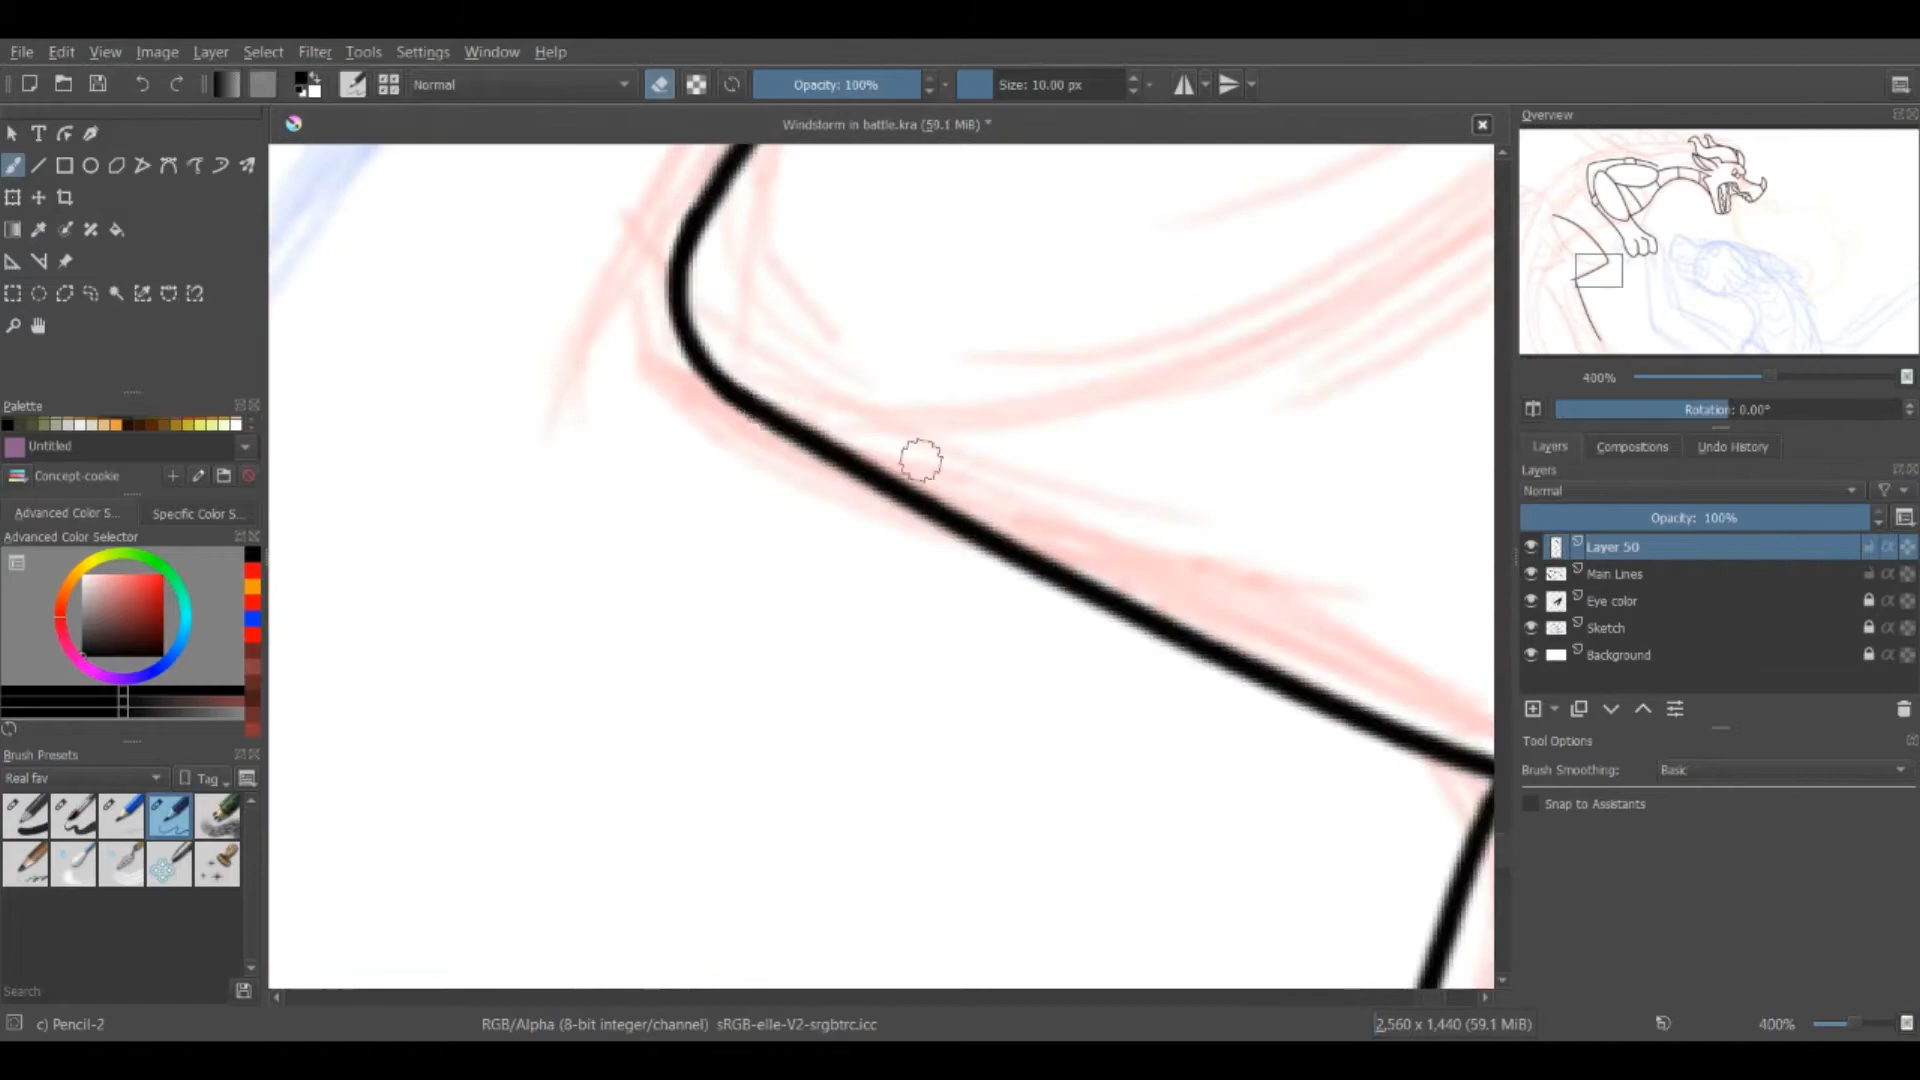 File Edit View Image Layer Select Filter Tools Settings Window Help
Normal Opacity: 100% Size: 10.00 px
Windstorm in battle.kra (59.1 MiB) *
Overview
400%
Rotation: 0.00°
Palette
Untitled
Concept-cookie
Layers Compositions Undo History
Layers
Normal
Advanced Color S... Specific Color S...
Opacity: 100%
Advanced Color Selector
Layer 50
Main Lines
Eye color
Sketch
Background
Tool Options
Brush Presets
Brush Smoothing: Basic
Real fav Tag
Snap to Assistants
Search
c) Pencil-2 RGB/Alpha (8-bit integer/channel) sRGB-elle-V2-srgbtrc.icc 2,560 x 1,440 (59.1 MiB) 400%